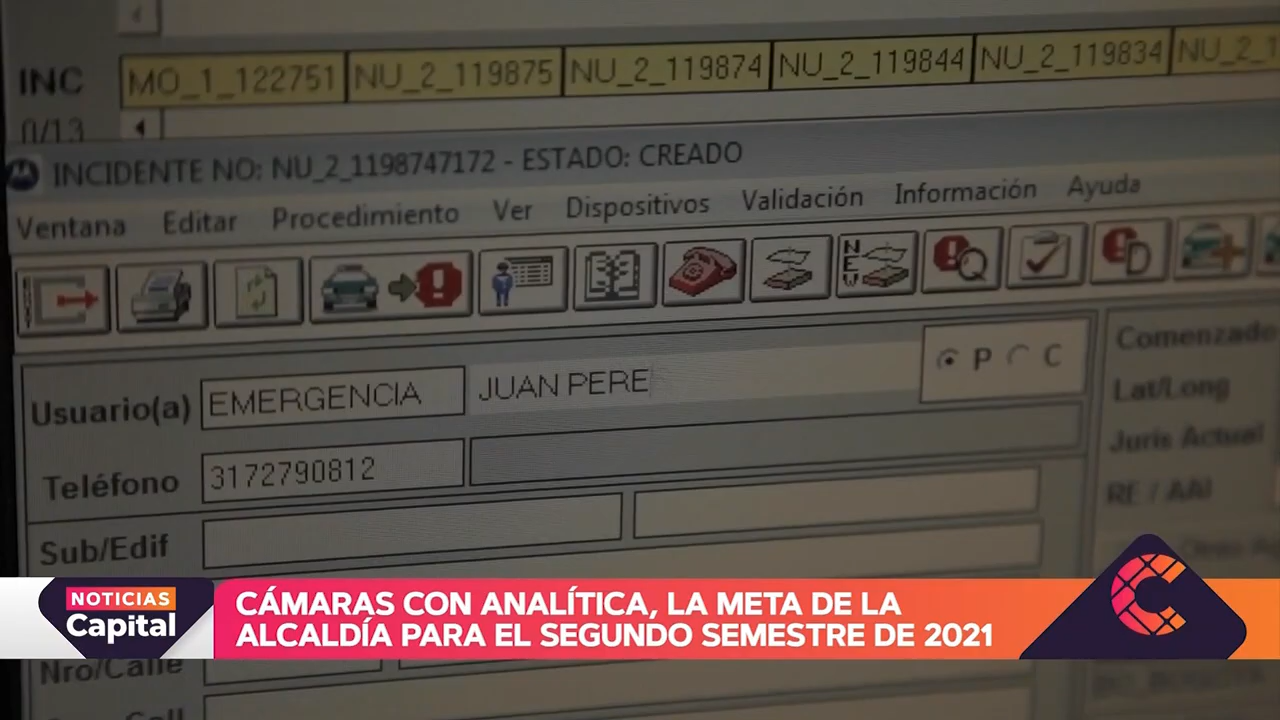 INC MO_1_122751 NU_2_119875 NU_2_119874 NU_2_119844 NU_2_119834 NU_2_1
0/13
INCIDENTE NO: NU_2_1198747172 - ESTADO: CREADO
Ventana Editar Procedimiento Ver Dispositivos Validación Información Ayuda
NEW
D
Usuario(a) EMERGENCIA JUAN PERE P C
Comenzado
Lat/Long
Teléfono 3172790812
Juris Actual
RE / AAI
Sub/Edif
NOTICIAS
Capital
CÁMARAS CON ANALÍTICA, LA META DE LA
ALCALDÍA PARA EL SEGUNDO SEMESTRE DE 2021
C
Nro/Calle